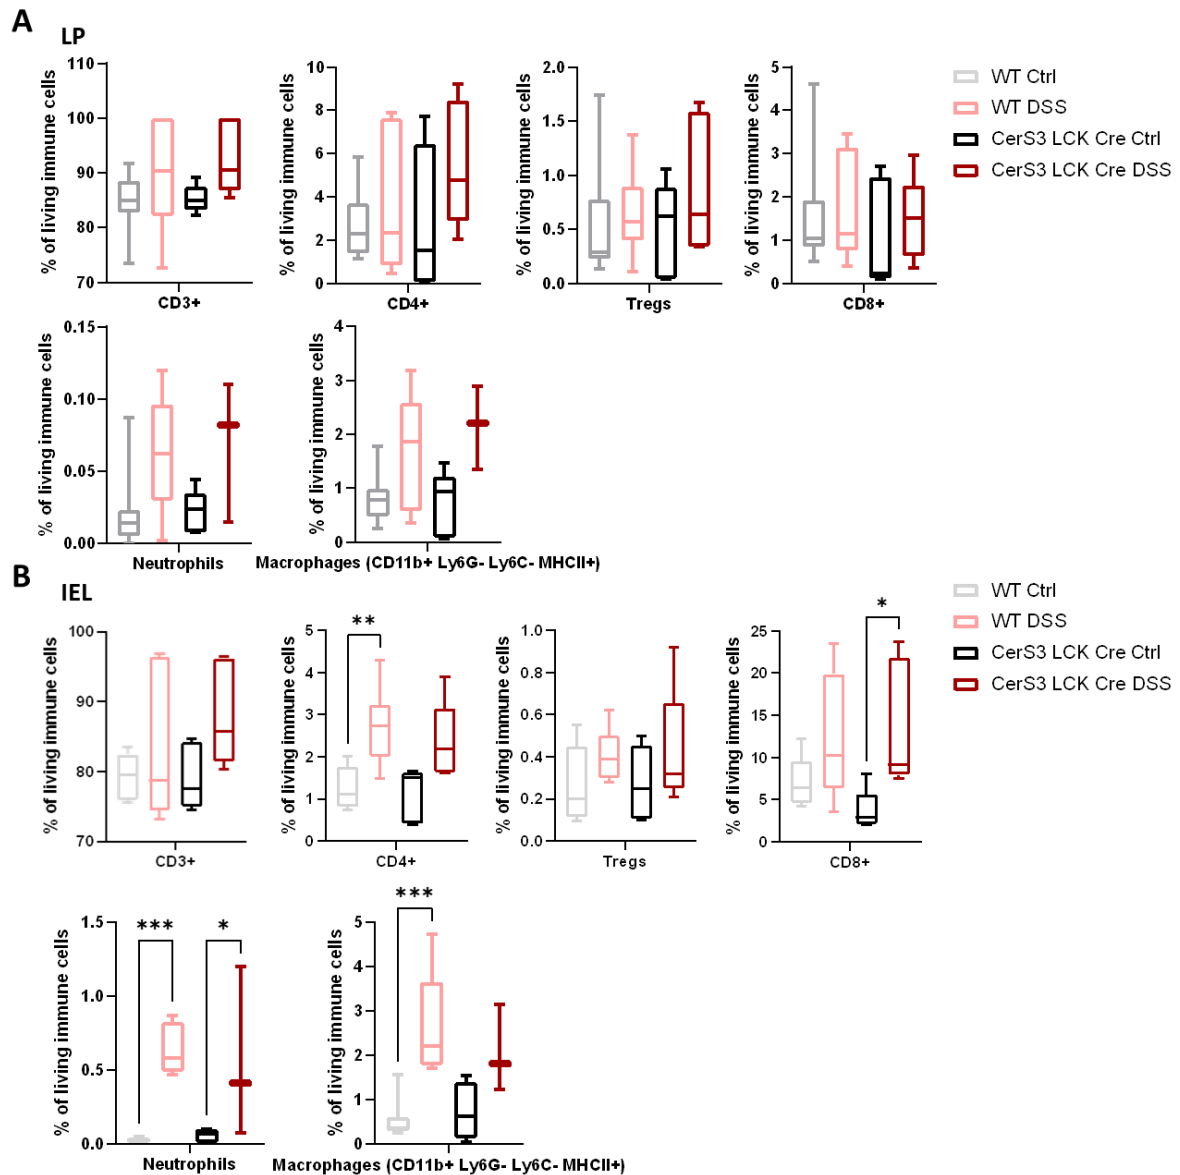 A
LP
% of living immune cells
110
100
90
80
70
CD3+
% of living immune cells
10
8
6
4
2
0
CD4+
% of living immune cells
2.0
1.5
1.0
0.5
0.0
Tregs
% of living immune cells
5
4
3
2
1
0
CD8+
WT Ctrl
WT DSS
CerS3 LCK Cre Ctrl
CerS3 LCK Cre DSS
% of living immune cells
0.15
0.10
0.05
0.00
Neutrophils
% of living immune cells
4
3
2
1
0
Macrophages (CD11b+ Ly6G- Ly6C- MHCII+)
B
IEL
% of living immune cells
100
90
80
70
CD3+
% of living immune cells
5
4
3
2
1
0
**
CD4+
% of living immune cells
1.0
0.8
0.6
0.4
0.2
0.0
Tregs
% of living immune cells
25
20
15
10
5
0
*
CD8+
WT Ctrl
WT DSS
CerS3 LCK Cre Ctrl
CerS3 LCK Cre DSS
% of living immune cells
1.5
1.0
0.5
0.0
***
*
Neutrophils
% of living immune cells
5
4
3
2
1
0
***
Macrophages (CD11b+ Ly6G- Ly6C- MHCII+)